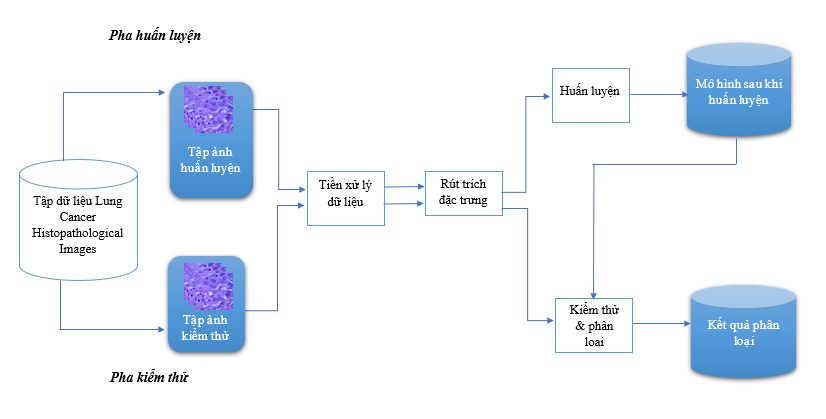 Pha huấn luyện
Tập ảnh
huấn luyện
Huấn luyện
Mô hình sau khi
huấn luyện
Tập dữ liệu Lung
Cancer
Histopathological
Images
Tiền xử lý
dữ liệu
Rút trích
đặc trưng
Tập ảnh
kiểm thử
Kiểm thử
& phân
loai
Kết quả phân
loại
Pha kiểm thử